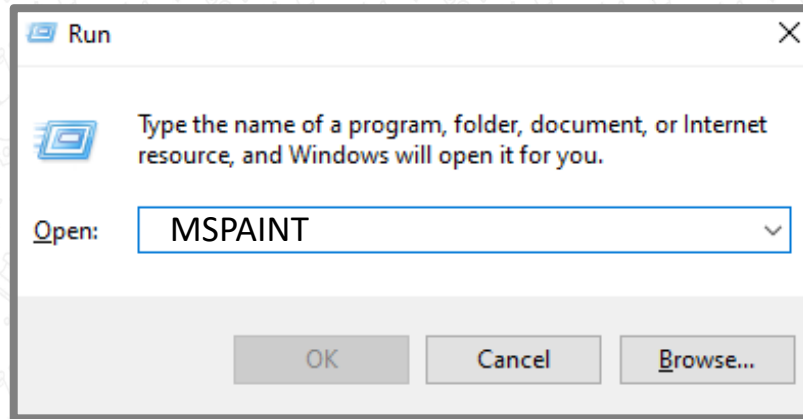 Run
Type the name of a program, folder, document, or Internet
resource, and Windows will open it for you.
Open: MSPAINT
OK Cancel Browse...